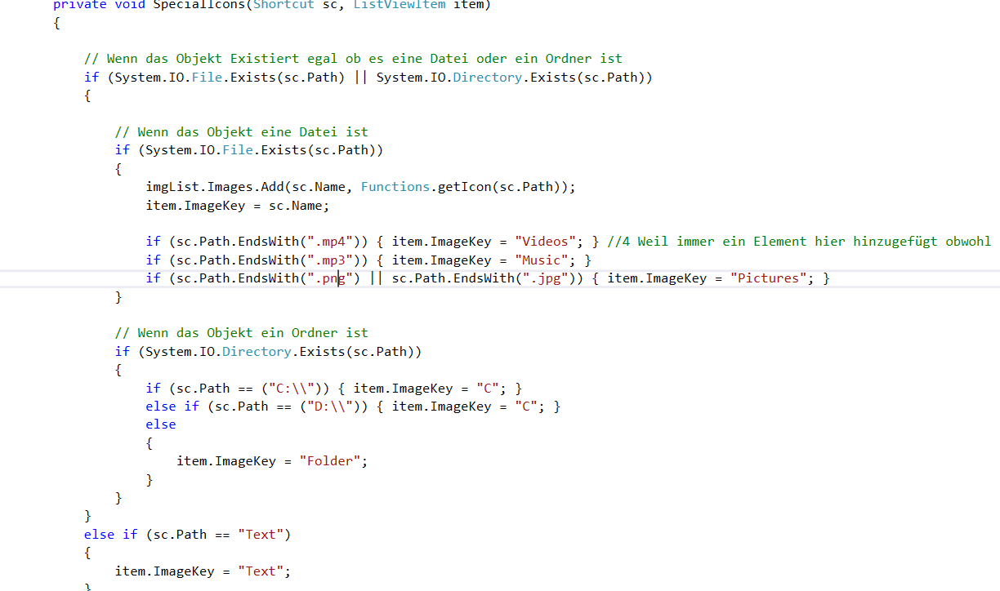 private void SpecialIcons(Shortcut sc, ListViewItem item)
{
// Wenn das Objekt Existiert egal ob es eine Datei oder ein Ordner ist
if (System.IO.File.Exists(sc.Path) || System.IO.Directory.Exists(sc.Path))
{
// Wenn das Objekt eine Datei ist
if (System.IO.File.Exists(sc.Path))
{
imgList.Images.Add(sc.Name, Functions.getIcon(sc.Path));
item.ImageKey = sc.Name;
if (sc.Path.EndsWith(".mp4")) { item.ImageKey = "Videos"; } //4 Weil immer ein Element hier hinzugefügt obwohl
if (sc.Path.EndsWith(".mp3")) { item.ImageKey = "Music"; }
if (sc.Path.EndsWith(".png") || sc.Path.EndsWith(".jpg")) { item.ImageKey = "Pictures"; }
}
// Wenn das Objekt ein Ordner ist
if (System.IO.Directory.Exists(sc.Path))
{
if (sc.Path == ("C:\\")) { item.ImageKey = "C"; }
else if (sc.Path == ("D:\\")) { item.ImageKey = "C"; }
else
{
item.ImageKey = "Folder";
}
}
}
else if (sc.Path == "Text")
{
item.ImageKey = "Text";
}